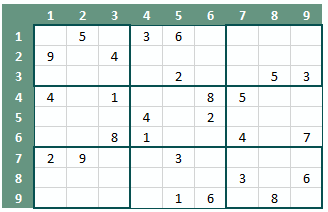 1 2 3 4 5 6 7 8 9
1 5 3 6
2 9 4
3 2 5 3
4 4 1 8 5
5 4 2
6 8 1 4 7
7 2 9 3
8 3 6
9 1 6 8